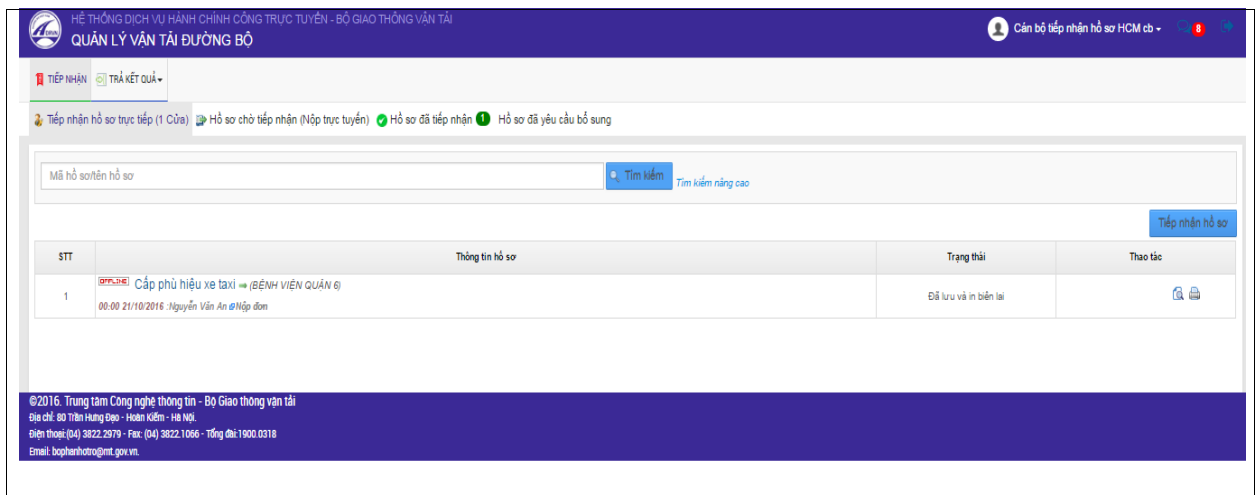 HỆ THỐNG DỊCH VỤ HÀNH CHÍNH CÔNG TRỰC TUYẾN - BỘ GIAO THÔNG VẬN TẢI
QUẢN LÝ VẬN TẢI ĐƯỜNG BỘ
Cán bộ tiếp nhận hồ sơ HCM cb
8
TIẾP NHẬN TRẢ KẾT QUẢ
Tiếp nhận hồ sơ trực tiếp (1 Cửa) Hồ sơ chờ tiếp nhận (Nộp trực tuyến) Hồ sơ đã tiếp nhận 1 Hồ sơ đã yêu cầu bổ sung
Mã hồ sơ/tên hồ sơ Tìm kiếm Tìm kiếm nâng cao
Tiếp nhận hồ sơ
STT Thông tin hồ sơ Trạng thái Thao tác
OFFLINE Cấp phù hiệu xe taxi (BỆNH VIỆN QUẬN 6)
1 Đã lưu và in biên lai
00:00 21/10/2016 :Nguyễn Văn An Nộp đơn
©2016. Trung tâm Công nghệ thông tin - Bộ Giao thông vận tải
Địa chỉ: 80 Trần Hưng Đạo - Hoàn Kiếm - Hà Nội.
Điện thoại:(04) 3822.2979 - Fax: (04) 3822.1066 - Tổng đài:1900.0318
Email: bophanhotro@mt.gov.vn.